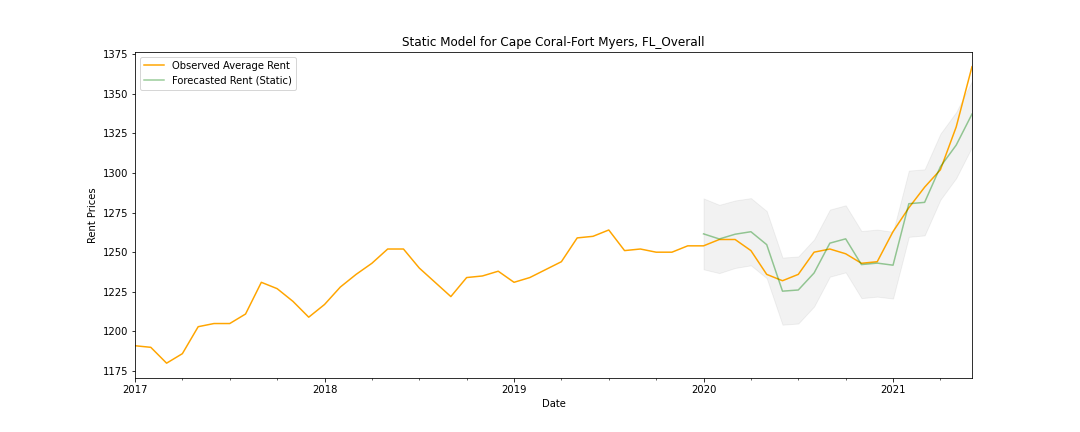 Static Model for Cape Coral-Fort Myers, FL_Overall
Observed Average Rent
Forecasted Rent (Static)
1375
1350
1325
1300
1275
1250
1225
1200
1175
Rent Prices
2017
2018
2019
2020
2021
Date